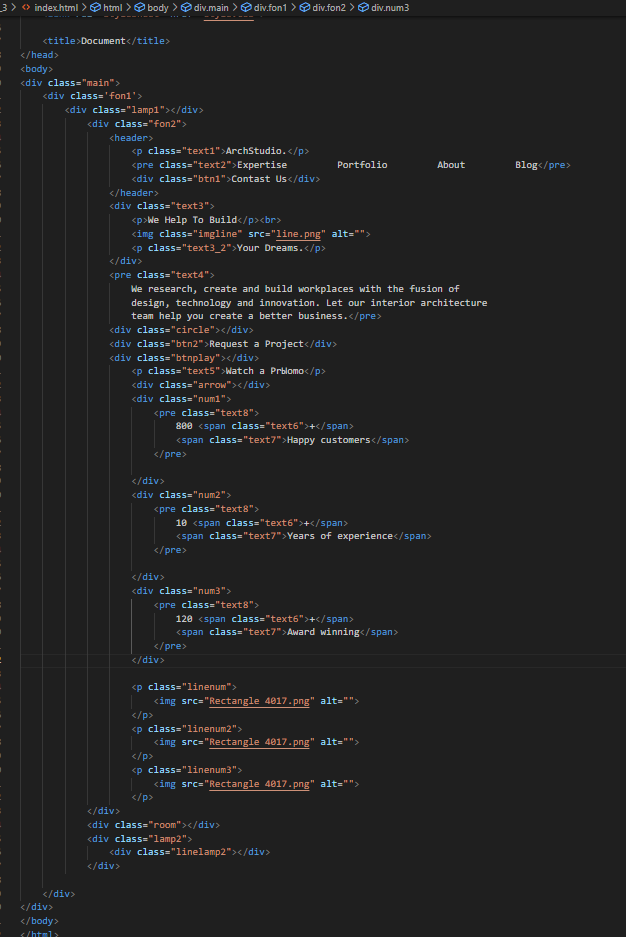 _3 > <> index.html > html > body > div.main > div.fon1 > div.fon2 > div.num3
<title>Document</title>
</head>
<body>
<div class="main">
<div class='fon1'>
<div class="lamp1"></div>
<div class="fon2">
<header>
<p class="text1">ArchStudio.</p>
<pre class="text2">Expertise Portfolio About Blog</pre>
<div class="btn1">Contast Us</div>
</header>
<div class="text3">
<p>We Help To Build</p><br>
<img class="imgline" src="line.png" alt="">
<p class="text3_2">Your Dreams.</p>
</div>
<pre class="text4">
We research, create and build workplaces with the fusion of
design, technology and innovation. Let our interior architecture
team help you create a better business.</pre>
<div class="circle"></div>
<div class="btn2">Request a Project</div>
<div class="btnplay"></div>
<p class="text5">Watch a PrЫomo</p>
<div class="arrow"></div>
<div class="num1">
<pre class="text8">
800 <span class="text6">+</span>
<span class="text7">Happy customers</span>
</pre>
</div>
<div class="num2">
<pre class="text8">
10 <span class="text6">+</span>
<span class="text7">Years of experience</span>
</pre>
</div>
<div class="num3">
<pre class="text8">
120 <span class="text6">+</span>
<span class="text7">Award winning</span>
</pre>
</div>
<p class="linenum">
<img src="Rectangle 4017.png" alt="">
</p>
<p class="linenum2">
<img src="Rectangle 4017.png" alt="">
</p>
<p class="linenum3">
<img src="Rectangle 4017.png" alt="">
</p>
</div>
<div class="room"></div>
<div class="lamp2">
<div class="linelamp2"></div>
</div>
</div>
</div>
</body>
</html>